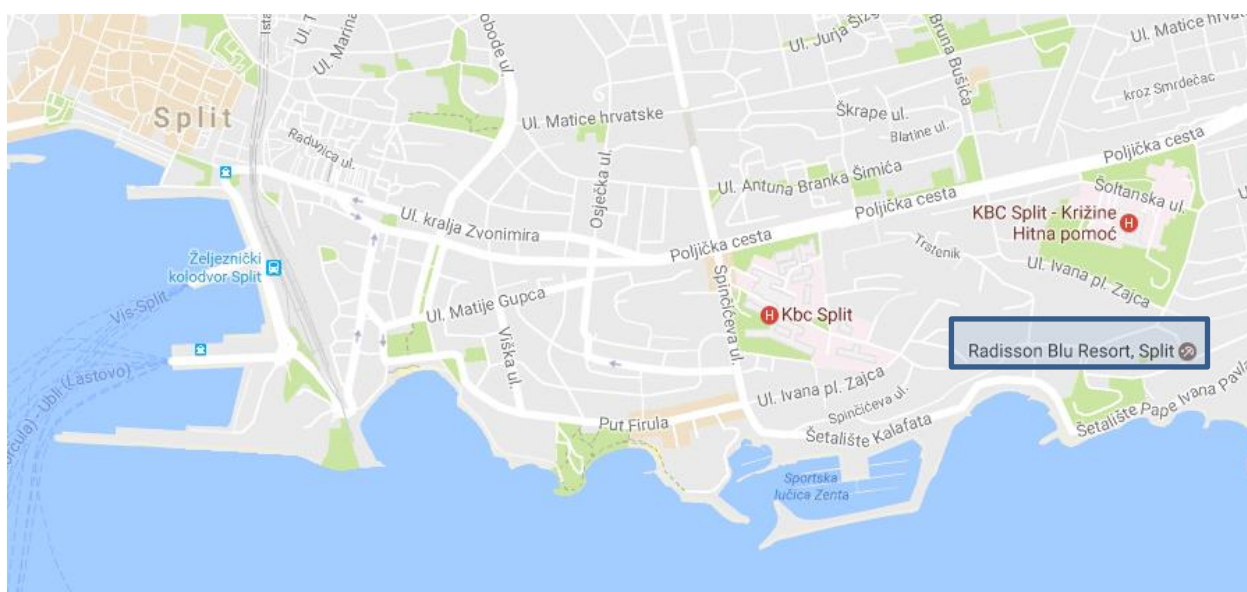 Ul. Marina
slobode ul.
Ul. Jurja Šižg
Bruna Bušića
Ul. Matice hrvat
kroz Smrdečac
Split
Radunica ul.
Ul. Matice hrvatske
Škrape ul.
Blatine ul.
Poljička cesta
Osječka ul.
Ul. Antuna Branka Šimića
Poljička cesta
Šoltanska ul.
KBC Split - Križine
Hitna pomoć
H
Ul. kralja Zvonimira
Poljička cesta
Trstenik
Ul. Ivana pl. Zajca
Željeznički
kolodvor Split
Vis-Split
Ul. Matije Gupca
Spinčićeva ul.
H Kbc Split
Viška ul.
Radisson Blu Resort, Split
Ubli (Lastovo)
Ul. Ivana pl. Zajca
Spinčićeva ul.
Put Firula
Šetalište Kalafata
Šetalište Pape Ivana Pavla
Sportska
lučica Zenta